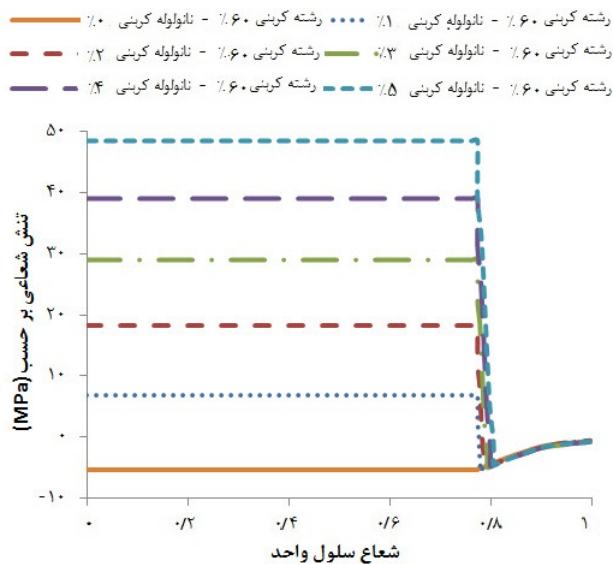 رشته کربنی ۶۰٪ - نانولوله کربنی ۰٪
رشته کربنی ۶۰٪ - نانولوله کربنی ۱٪
رشته کربنی ۶۰٪ - نانولوله کربنی ۲٪
رشته کربنی ۶۰٪ - نانولوله کربنی ۳٪
رشته کربنی ۶۰٪ - نانولوله کربنی ۴٪
رشته کربنی ۶۰٪ - نانولوله کربنی ۵٪
تنش شعاعی بر حسب (MPa)
۵۰
۴۰
۳۰
۲۰
۱۰
۰
-۱۰
۰
۰/۲
۰/۴
۰/۶
۰/۸
۱
شعاع سلول واحد